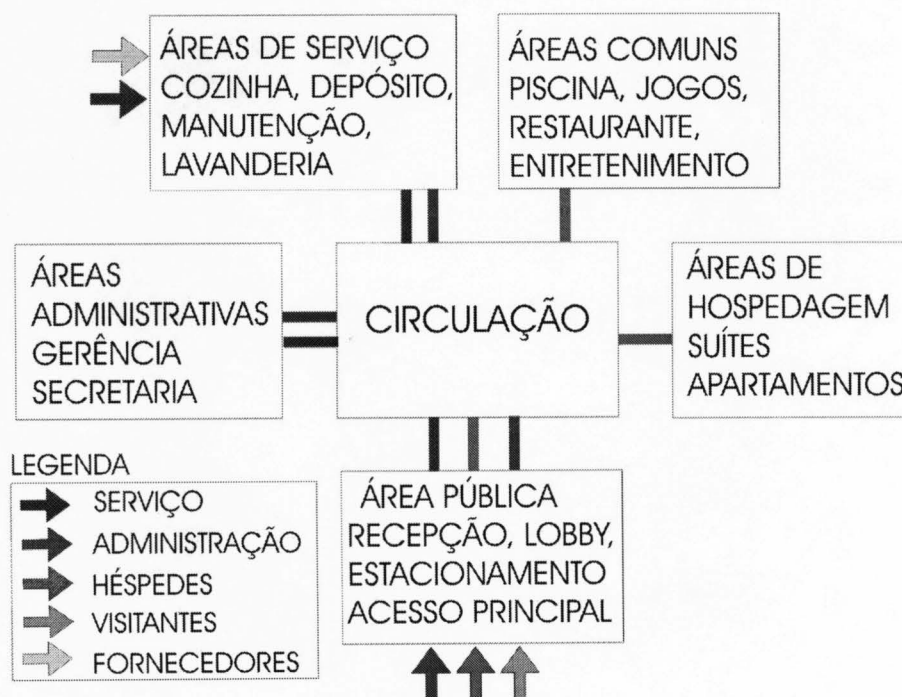 ÁREAS DE SERVIÇO
COZINHA, DEPÓSITO,
MANUTENÇÃO,
LAVANDERIA
ÁREAS COMUNS
PISCINA, JOGOS,
RESTAURANTE,
ENTRETENIMENTO
ÁREAS
ADMINISTRATIVAS
GERÊNCIA
SECRETARIA
CIRCULAÇÃO
ÁREAS DE
HOSPEDAGEM
SUÍTES
APARTAMENTOS
LEGENDA
SERVIÇO
ADMINISTRAÇÃO
HÉSPEDES
VISITANTES
FORNECEDORES
ÁREA PÚBLICA
RECEPÇÃO, LOBBY,
ESTACIONAMENTO
ACESSO PRINCIPAL